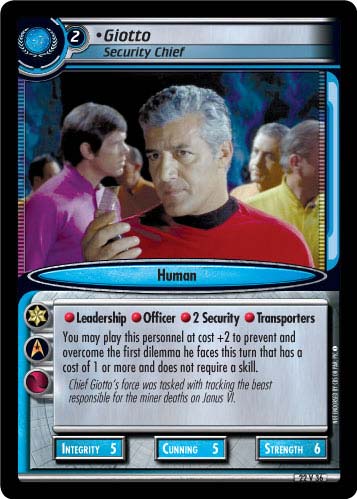 2
•Giotto
Security Chief
Human
Leadership Officer 2 Security Transporters
You may play this personnel at cost +2 to prevent and
overcome the first dilemma he faces this turn that has a
cost of 1 or more and does not require a skill.
Chief Giotto's force was tasked with tracking the beast
responsible for the miner deaths on Janus VI.
INTEGRITY 5 CUNNING 5 STRENGTH 6
22 V 36